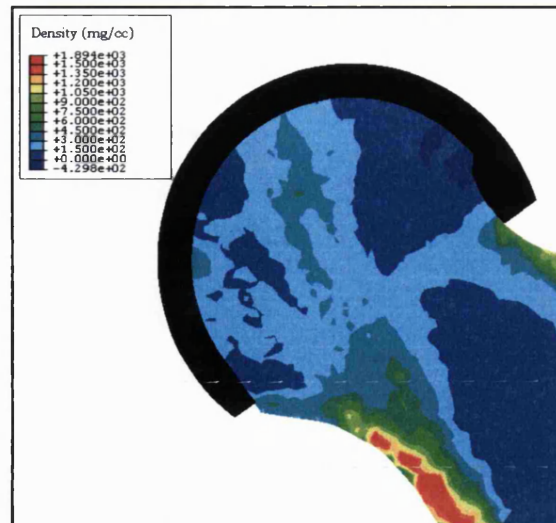 Density (mg/cc)
+1.894e+03
+1.500e+03
+1.350e+03
+1.200e+03
+1.050e+03
+9.000e+02
+7.500e+02
+6.000e+02
+4.500e+02
+3.000e+02
+1.500e+02
+0.000e+00
-4.298e+02